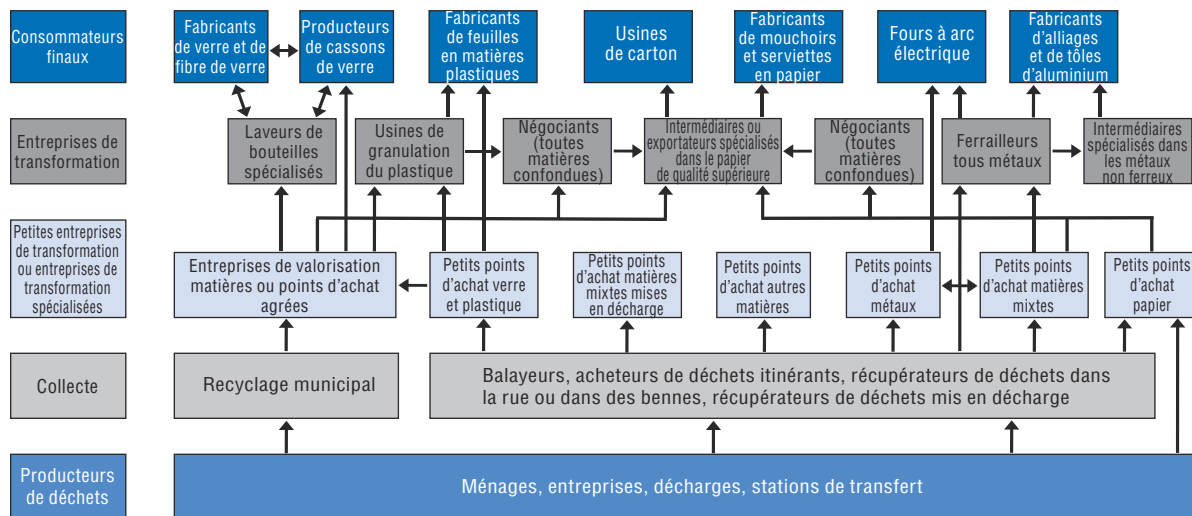 Consommateurs
finaux
Fabricants
de verre et de
fibre de verre
Producteurs
de cassons
de verre
Fabricants
de feuilles
en matières
plastiques
Usines
de carton
Fabricants
de mouchoirs
et serviettes
en papier
Fours à arc
électrique
Fabricants
d'alliages
et de tôles
d'aluminium
Entreprises de
transformation
Laveurs de
bouteilles
spécialisés
Usines de
granulation
du plastique
Négociants
(toutes
matières
confondues)
Intermédiaires ou
exportateurs spécialisés
dans le papier
de qualité supérieure
Négociants
(toutes
matières
confondues)
Ferrailleurs
tous métaux
Intermédiaires
spécialisés dans
les métaux
non ferreux
Petites entreprises
de transformation
ou entreprises de
transformation
spécialisées
Entreprises de valorisation
matières ou points d'achat
agrées
Petits points
d'achat verre
et plastique
Petits points
d'achat matières
mixtes mises
en décharge
Petits points
d'achat autres
matières
Petits points
d'achat
métaux
Petits points
d'achat matières
mixtes
Petits points
d'achat
papier
Collecte
Recyclage municipal
Balayeurs, acheteurs de déchets itinérants, récupérateurs de déchets dans
la rue ou dans des bennes, récupérateurs de déchets mis en décharge
Producteurs
de déchets
Ménages, entreprises, décharges, stations de transfert